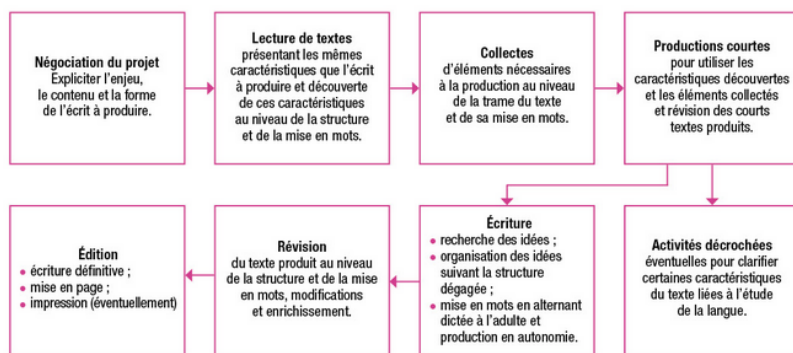 Négociation du projet
Expliciter l'enjeu,
le contenu et la forme
de l'écrit à produire.
Lecture de textes
présentant les mêmes
caractéristiques que l'écrit
à produire et découverte
de ces caractéristiques
au niveau de la structure
et de la mise en mots.
Collectes
d'éléments nécessaires
à la production au niveau
de la trame du texte
et de sa mise en mots.
Productions courtes
pour utiliser les
caractéristiques découvertes
et les éléments collectés
et révision des courts
textes produits.
Activités décrochées
éventuelles pour clarifier
certaines caractéristiques
du texte liées à l'étude
de la langue.
Écriture
• recherche des idées ;
• organisation des idées
suivant la structure
dégagée ;
• mise en mots en alternant
dictée à l'adulte et
production en autonomie.
Révision
du texte produit au niveau
de la structure et de la mise
en mots, modifications
et enrichissement.
Édition
• écriture définitive ;
• mise en page ;
• impression (éventuellement)